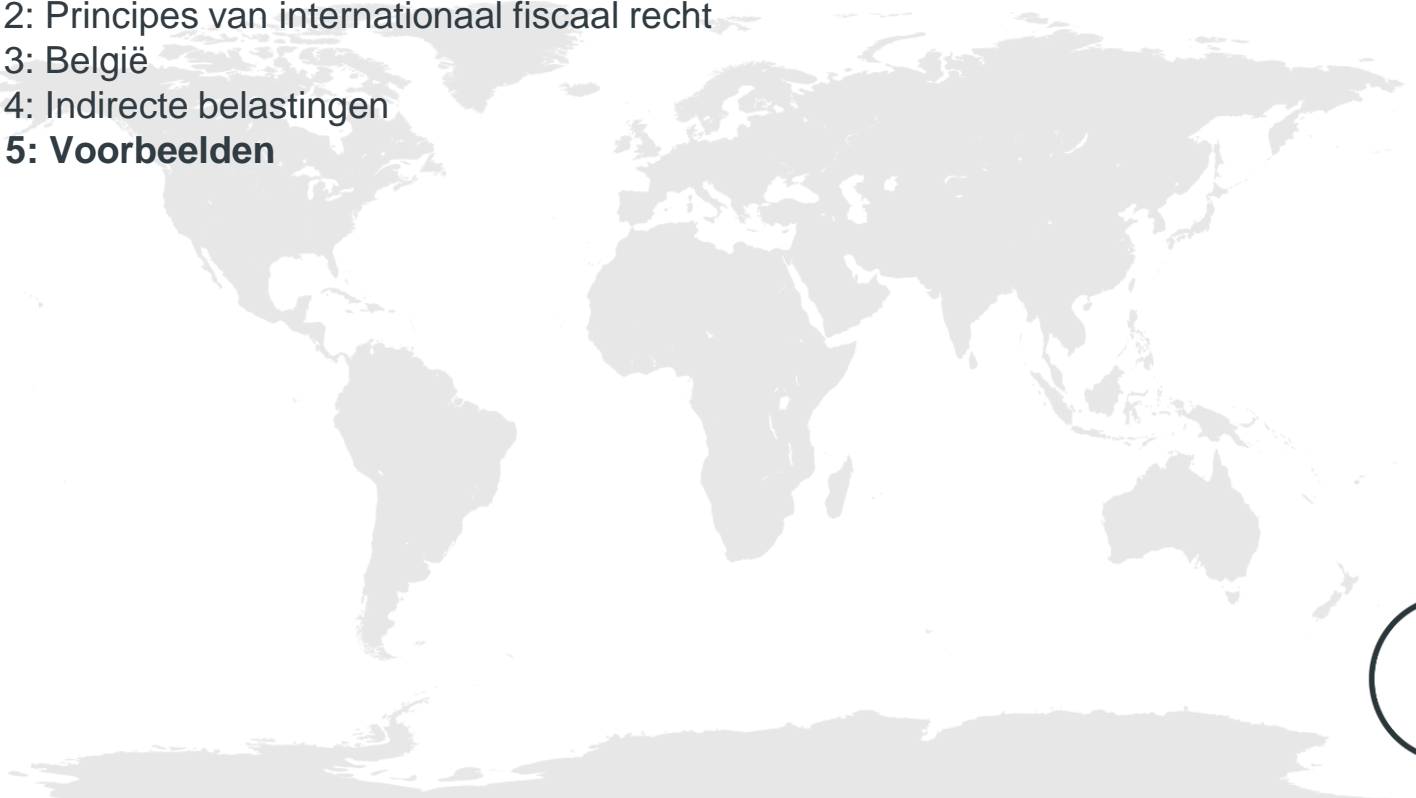 2: Principes van internationaal fiscaal recht
3: België
4: Indirecte belastingen
5: Voorbeelden